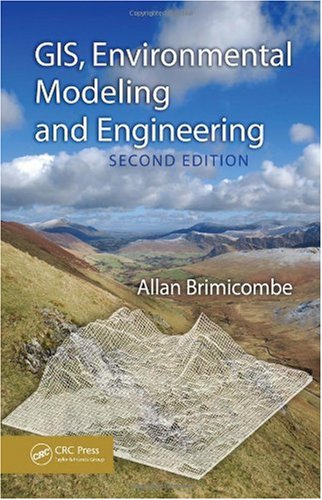 GIS, Environmental
Modeling
and Engineering
SECOND EDITION
Allan Brimicombe
CRC
CRC Press
Taylor & Francis Group